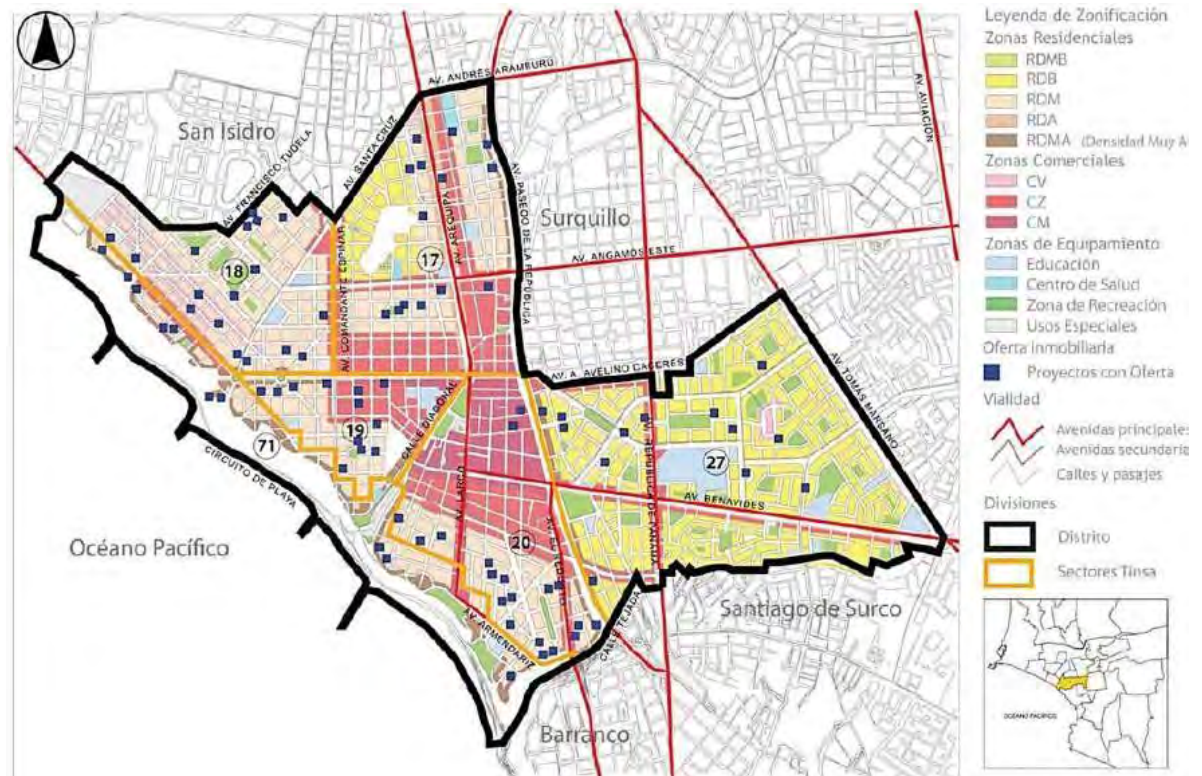 Leyenda de Zonificación
Zonas Residenciales
RDMB
RDB
RDM
RDA
RDMA (Densidad Muy A
Zonas Comerciales
CV
CZ
CM
Zonas de Equipamiento
Educación
Centro de Salud
Zona de Recreación
Usos Especiales
Oferta Inmobiliaria
Proyectos con Oferta
Vialidad
Avenidas principales
Avenidas secundaria
Calles y pasajes
Divisiones
Distrito
Sectores Tinsa
OCÉANO PACÍFICO
San Isidro
Surquillo
Santiago de Surco
Barranco
Océano Pacífico
AV. ANDRÉS ARAMBURÚ
AV. AVIACIÓN
AV. SANTA CRUZ
AV. FRANCISCO TUDELA
AV. AREQUIPA
AV. PASEO DE LA REPÚBLICA
AV. ANGAMOS ESTE
AV. COMANDANTE ESPINAR
AV. A. AVELINO CÁCERES
AV. TOMÁS MARSANO
CALLE DIAGONAL
AV. LARCO
AV. REPÚBLICA DE PANAMÁ
AV. BENAVIDES
CIRCUITO DE PLAYA
AV. ARMENDARIZ
CALLE TEJADA
17
18
19
20
27
71